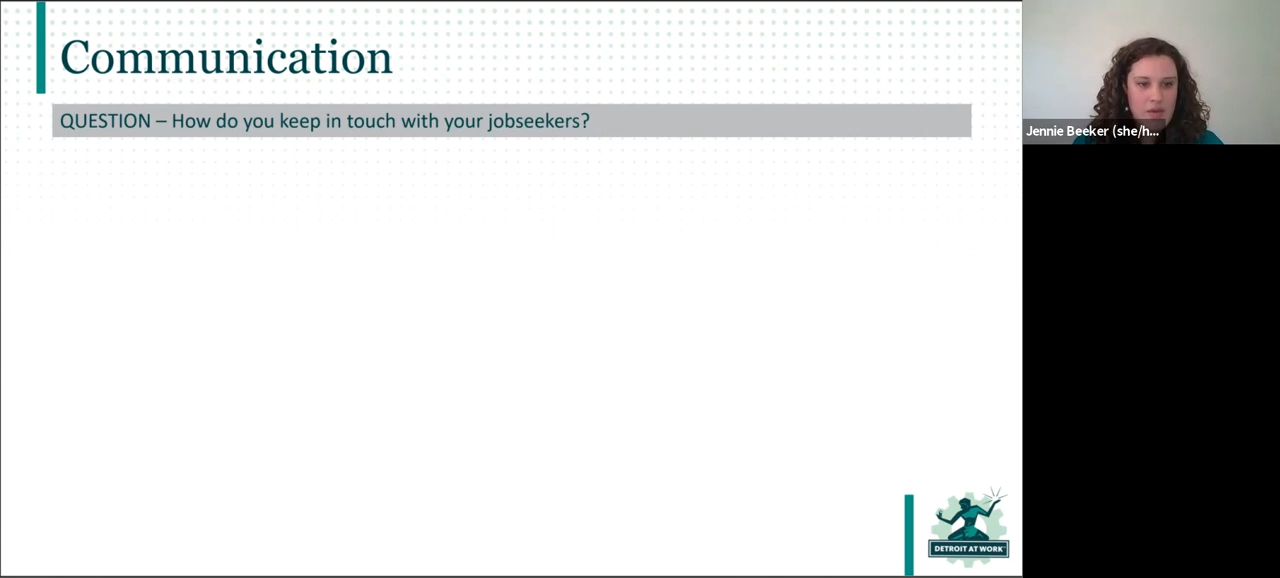 Communication
QUESTION – How do you keep in touch with your jobseekers?
Jennie Beeker (she/h...
DETROIT AT WORK